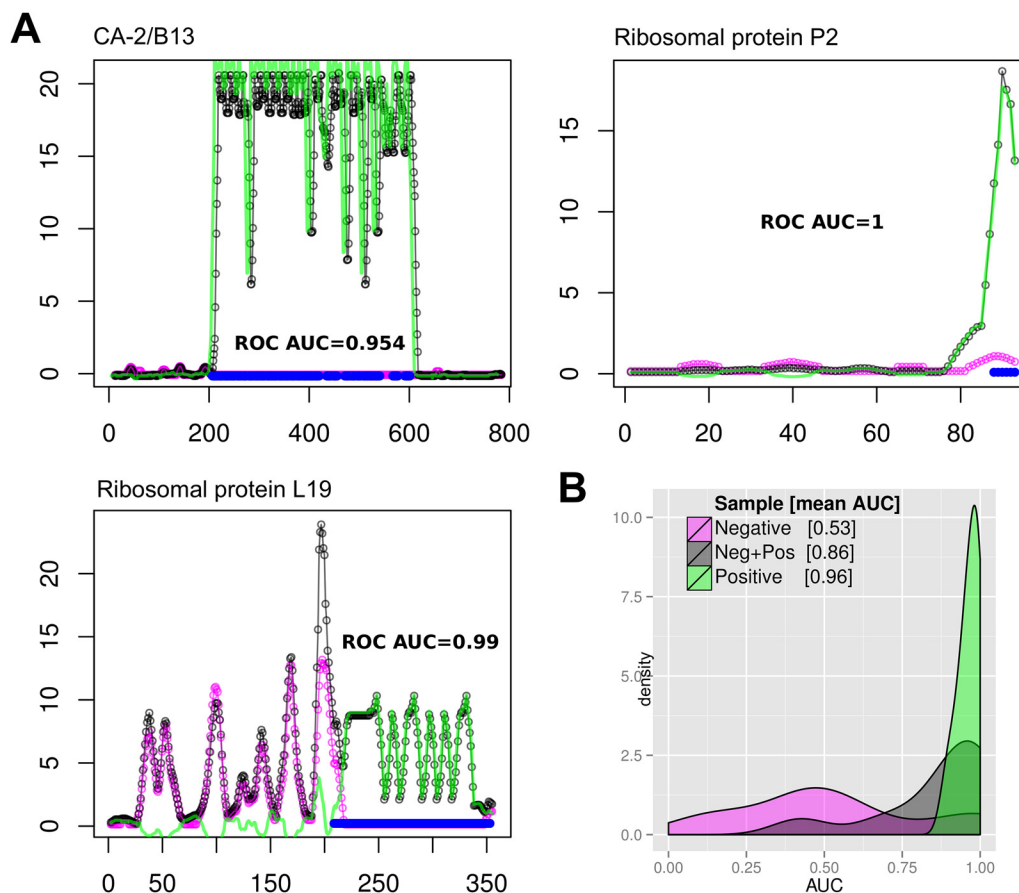 A
CA-2/B13
20
15
10
5
0
ROC AUC=0.954
0 200 400 600 800
Ribosomal protein P2
15
10
5
0
ROC AUC=1
0 20 40 60 80
Ribosomal protein L19
20
15
10
5
0
ROC AUC=0.99
0 50 150 250 350
B
Sample [mean AUC]
Negative [0.53]
Neg+Pos [0.86]
Positive [0.96]
10.0
7.5
5.0
2.5
0.0
density
0.00 0.25 0.50 0.75 1.00
AUC